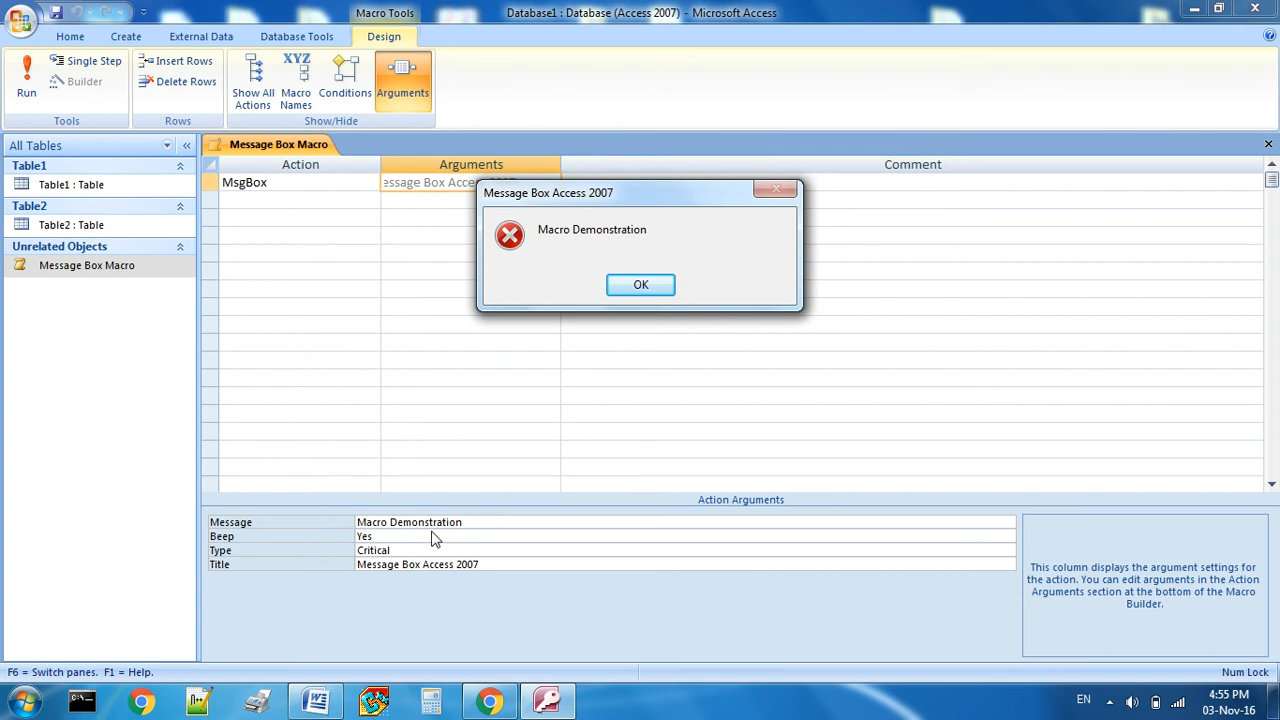 Macro Tools
Database1 : Database (Access 2007) - Microsoft Access
Home
Create
External Data
Database Tools
Design
Run
Single Step
Builder
Tools
Insert Rows
Delete Rows
Rows
Show All Actions
XYZ
Macro Names
Conditions
Arguments
Show/Hide
All Tables
Table1
Table1 : Table
Table2
Table2 : Table
Unrelated Objects
Message Box Macro
Message Box Macro
Action
Arguments
Comment
MsgBox
essage Box Acce
Message Box Access 2007
Macro Demonstration
OK
Action Arguments
Message
Macro Demonstration
Beep
Yes
Type
Critical
Title
Message Box Access 2007
This column displays the argument settings for
the action. You can edit arguments in the Action
Arguments section at the bottom of the Macro
Builder.
F6 = Switch panes. F1 = Help.
Num Lock
EN
4:55 PM
03-Nov-16